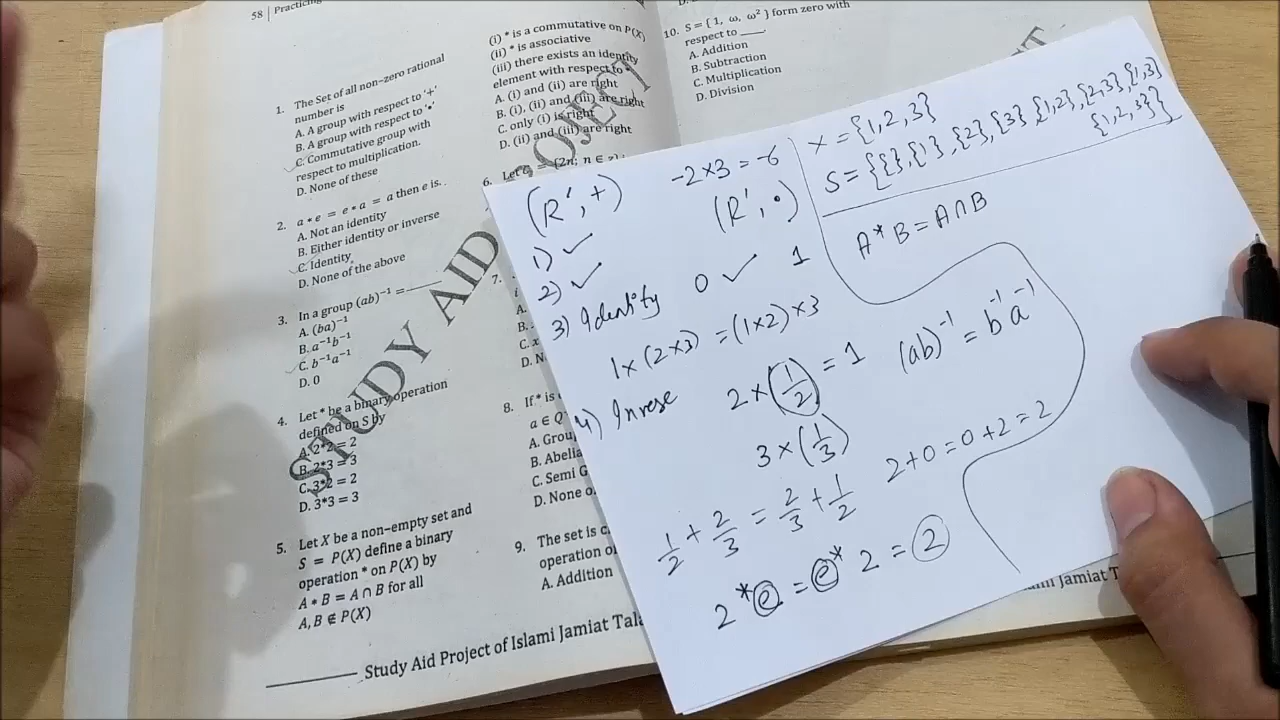 58 | Practicing
1. The Set of all non-zero rational
number is
A. A group with respect to '+'
B. A group with respect to '•'
C. Commutative group with
respect to multiplication.
D. None of these
2. a * e = e * a = a then e is. .
A. Not an identity
B. Either identity or inverse
C. Identity
D. None of the above
3. In a group (ab)⁻¹ = ____
A. (ba)⁻¹
B. a⁻¹b⁻¹
C. b⁻¹a⁻¹
D. 0
4. Let * be a binary operation
defined on S by
A. 2*2 = 2
B. 2*3 = 3
C. 3*2 = 2
D. 3*3 = 3
5. Let X be a non-empty set and
S = P(X) define a binary
operation * on P(X) by
A * B = A ∩ B for all
A, B ∉ P(X)
(i) * is a commutative on P(X)
(ii) * is associative
(iii) there exists an identity
element with respect to *
A. (i) and (ii) are right
B. (i), (ii) and (iii) are right
C. only (i) is right
D. (ii) and (iii) are right
6. Let = {2n; n ∈ z}
7.
A.
B.
C. x
D. N
8. If * is
a ∈ Q
A. Grou
B. Abelia
C. Semi G
D. None o
9. The set is c
operation o
A. Addition
D.
10. S = {1, ω, ω²} form zero with
respect to ____.
A. Addition
B. Subtraction
C. Multiplication
D. Division
STUDY AID PROJECT
Study Aid Project of Islami Jamiat Tala
Jamiat T
(R', +)
1) ✓
2) ✓
3) Identity 0 ✓ 1
-2×3 = -6
(R', •)
1×(2×3) = (1×2)×3
4) Inverse 2×(1/2) = 1
3×(1/3)
1/2 + 2/3 = 2/3 + 1/2
2+0 = 0+2 = 2
2*e = e*2 = 2
X = {1,2,3}
S = {{},{1},{2},{3},{1,2},{2,3},{1,3}
{1,2,3}}
A*B = A∩B
(ab)⁻¹ = b⁻¹a⁻¹